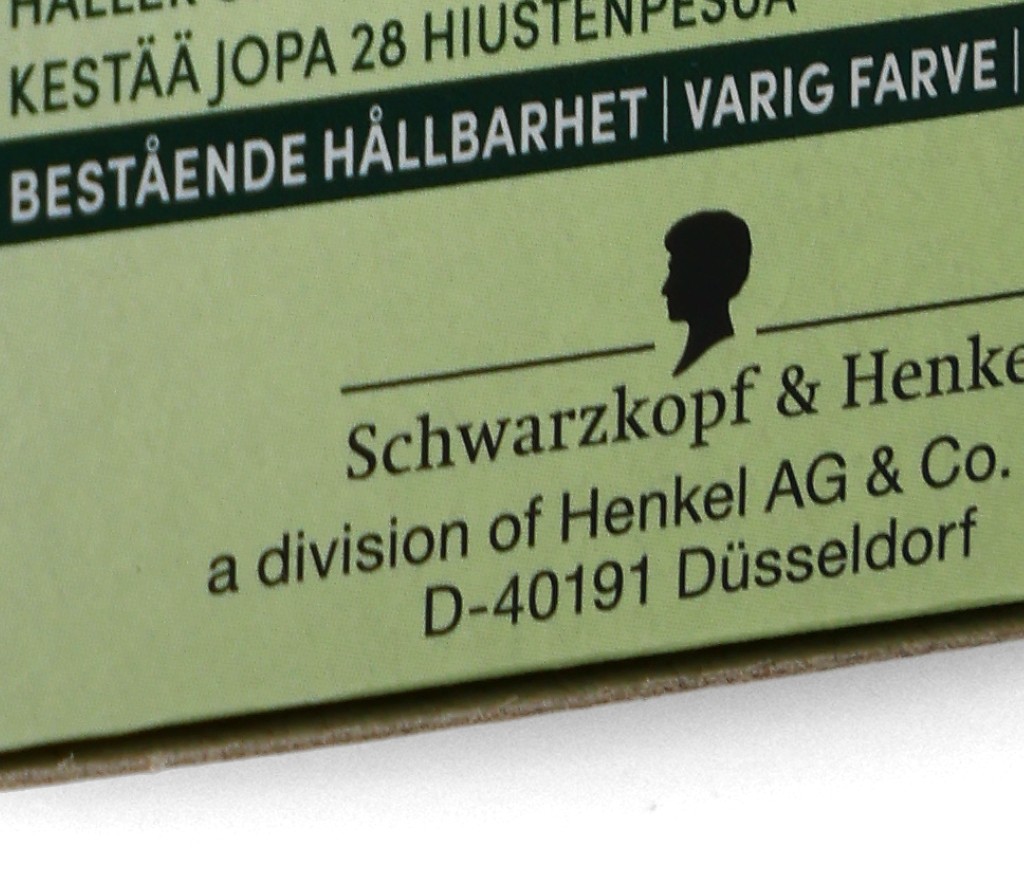 KESTÄÄ JOPA 28 HIUSTENPESUA
BESTÅENDE HÅLLBARHET | VARIG FARVE |
Schwarzkopf & Henke
a division of Henkel AG & Co.
D-40191 Düsseldorf